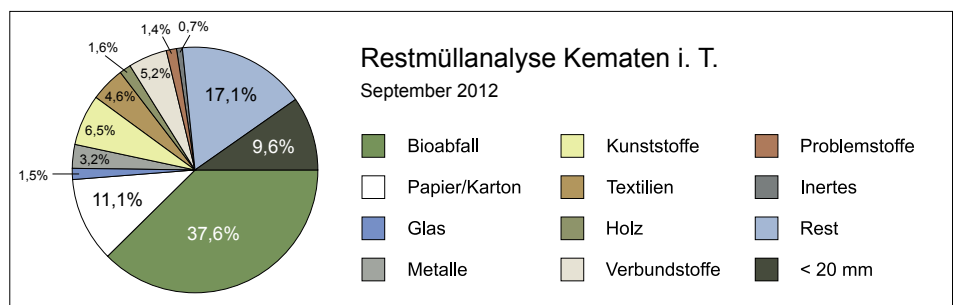 Restmüllanalyse Kematen i. T.
September 2012
0,7%
1,4%
1,6%
5,2%
4,6%
6,5%
3,2%
1,5%
11,1%
37,6%
17,1%
9,6%
Bioabfall
Papier/Karton
Glas
Metalle
Kunststoffe
Textilien
Holz
Verbundstoffe
Problemstoffe
Inertes
Rest
< 20 mm